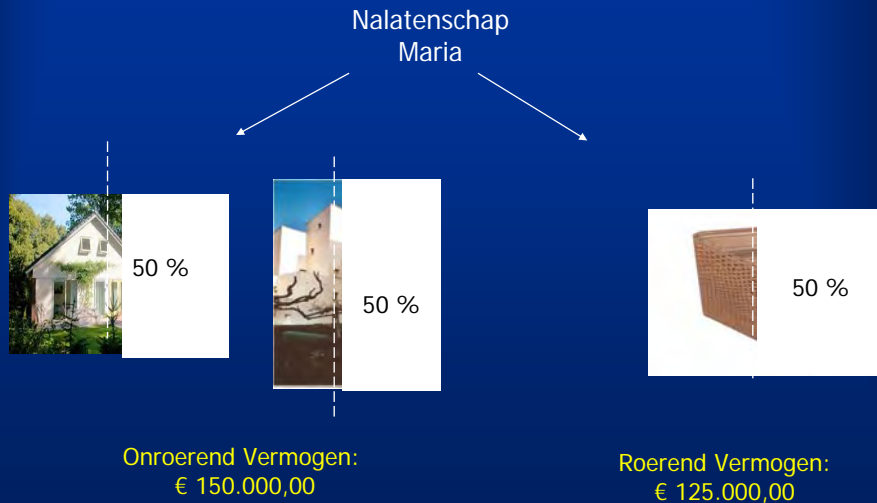 Nalatenschap
Maria
50 %
50 %
50 %
Onroerend Vermogen:
€ 150.000,00
Roerend Vermogen:
€ 125.000,00